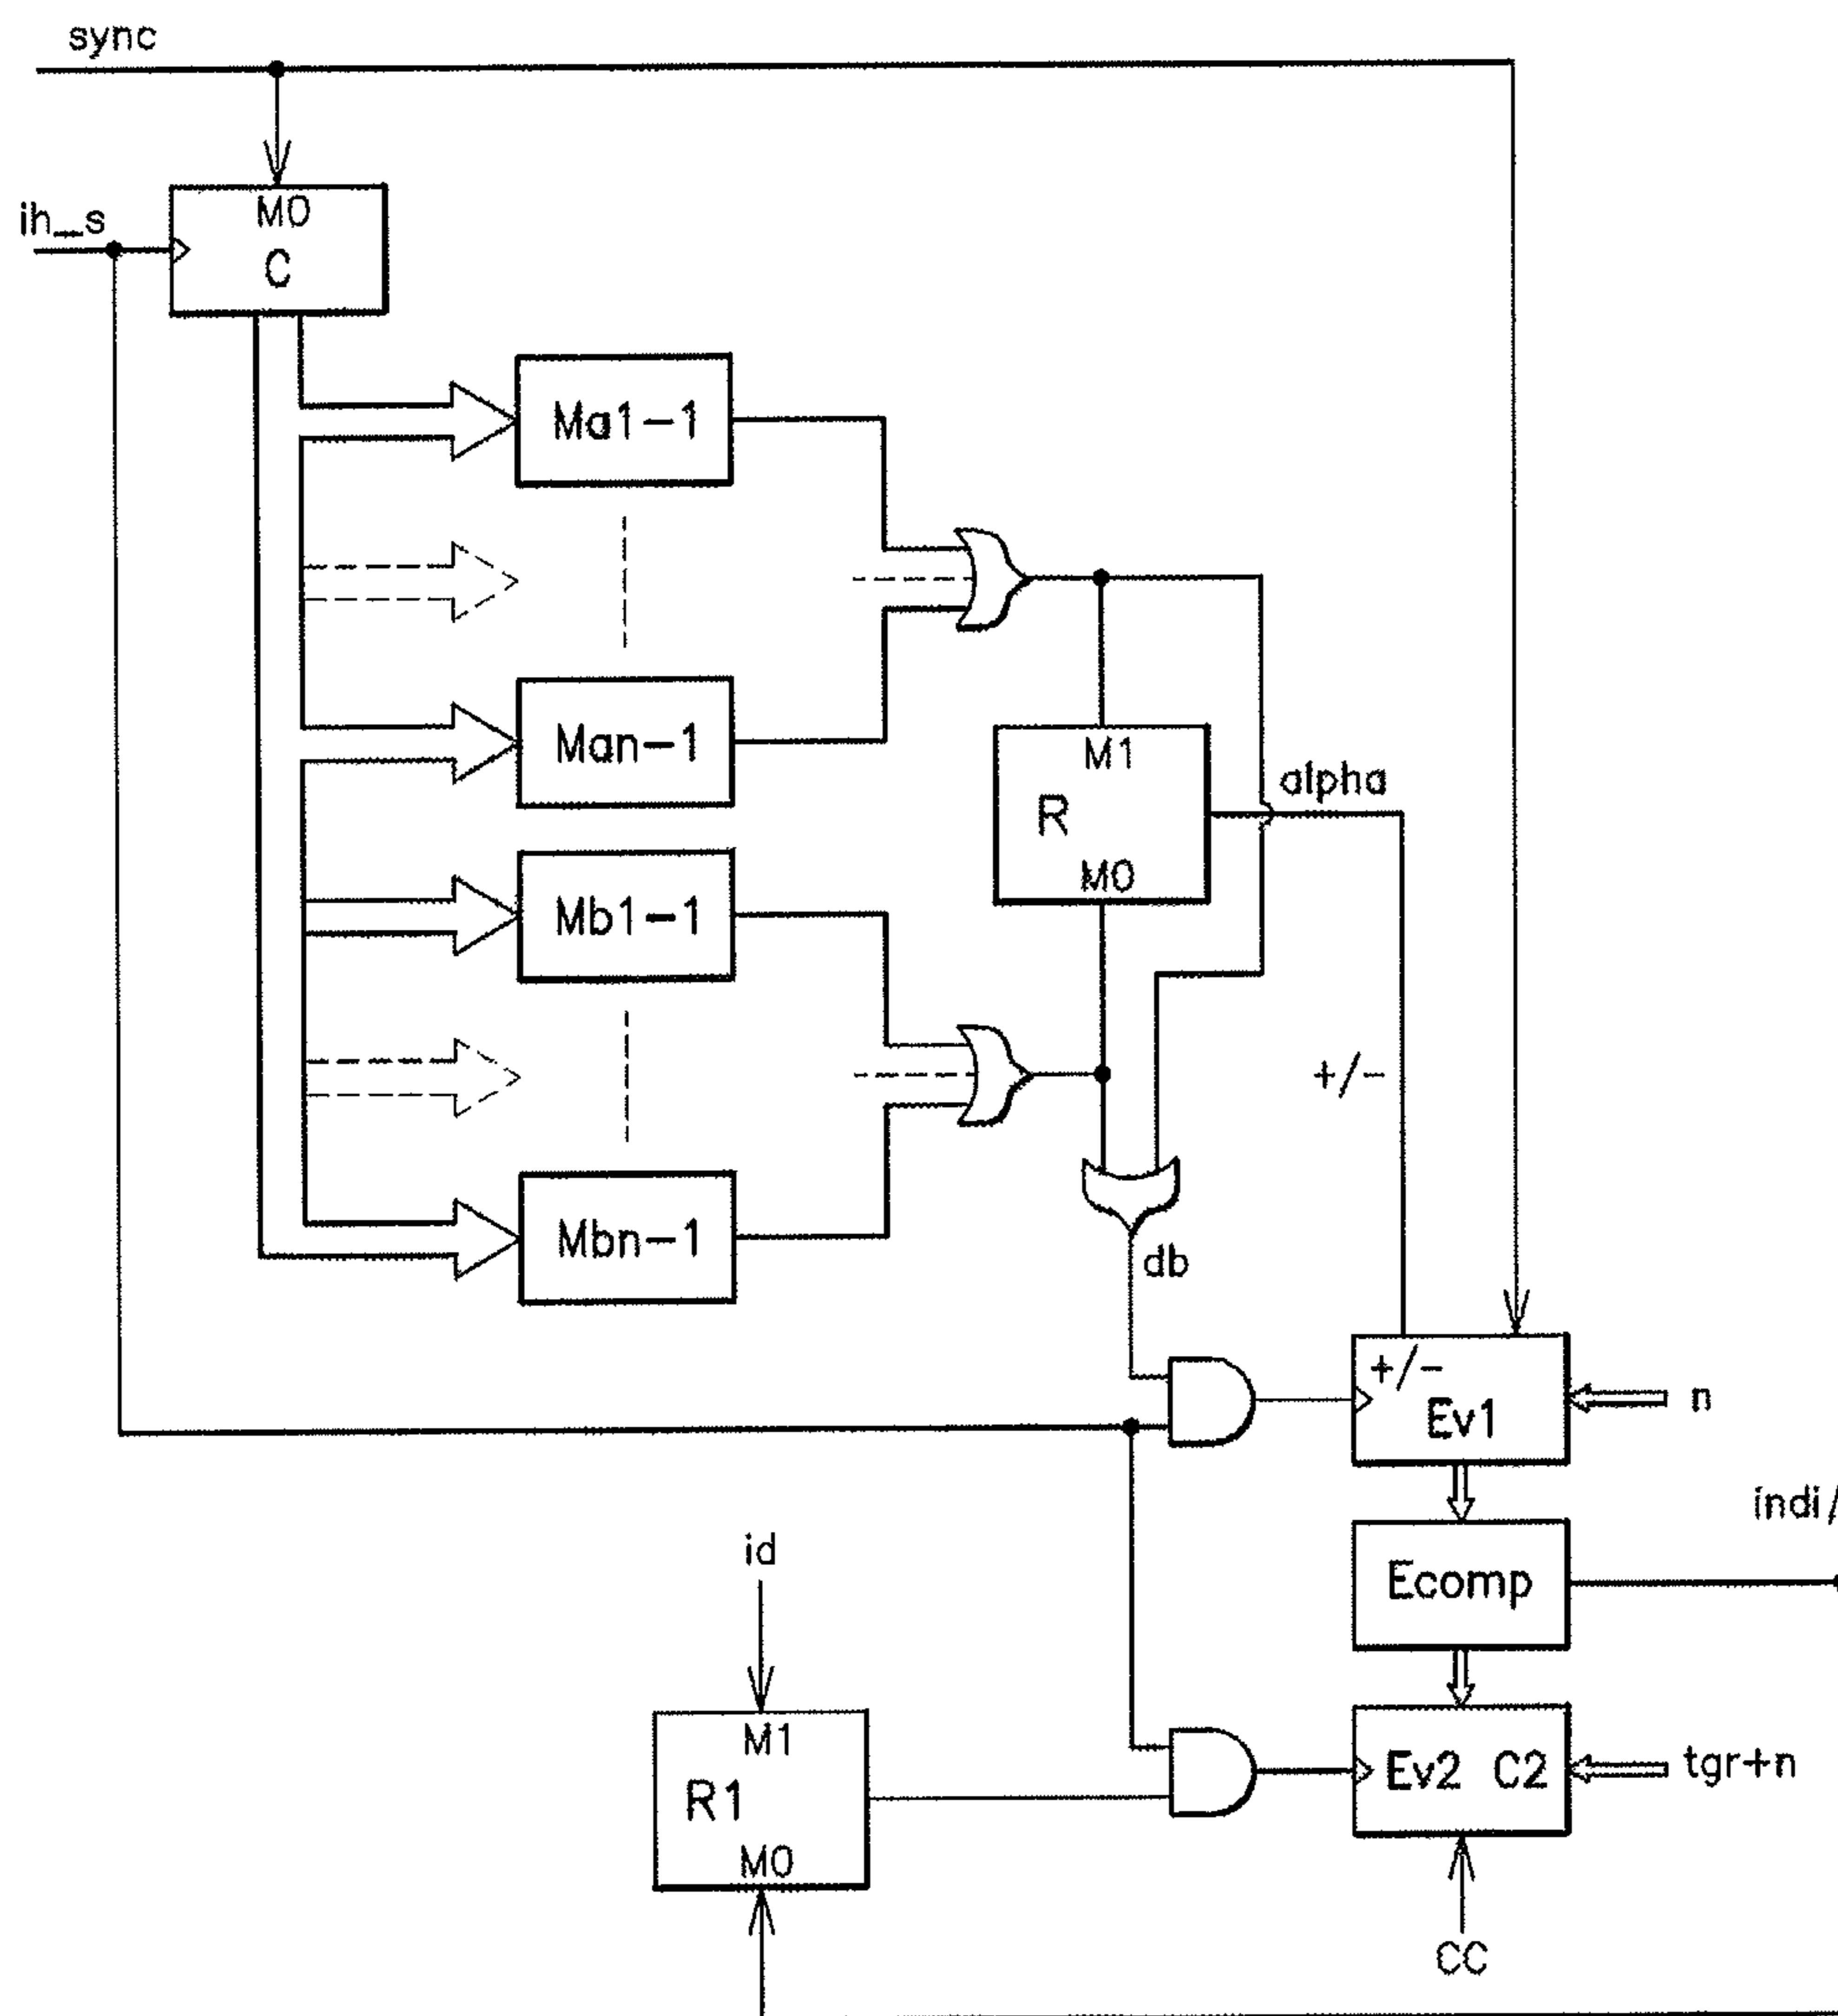 sync
ih_s
M0
C
Ma1-1
Man-1
M1
R
M0
alpha
Mb1-1
+/-
Mbn-1
db
+/-
Ev1
n
indi/
id
Ecomp
M1
R1
M0
Ev2 C2
tgr+n
CC